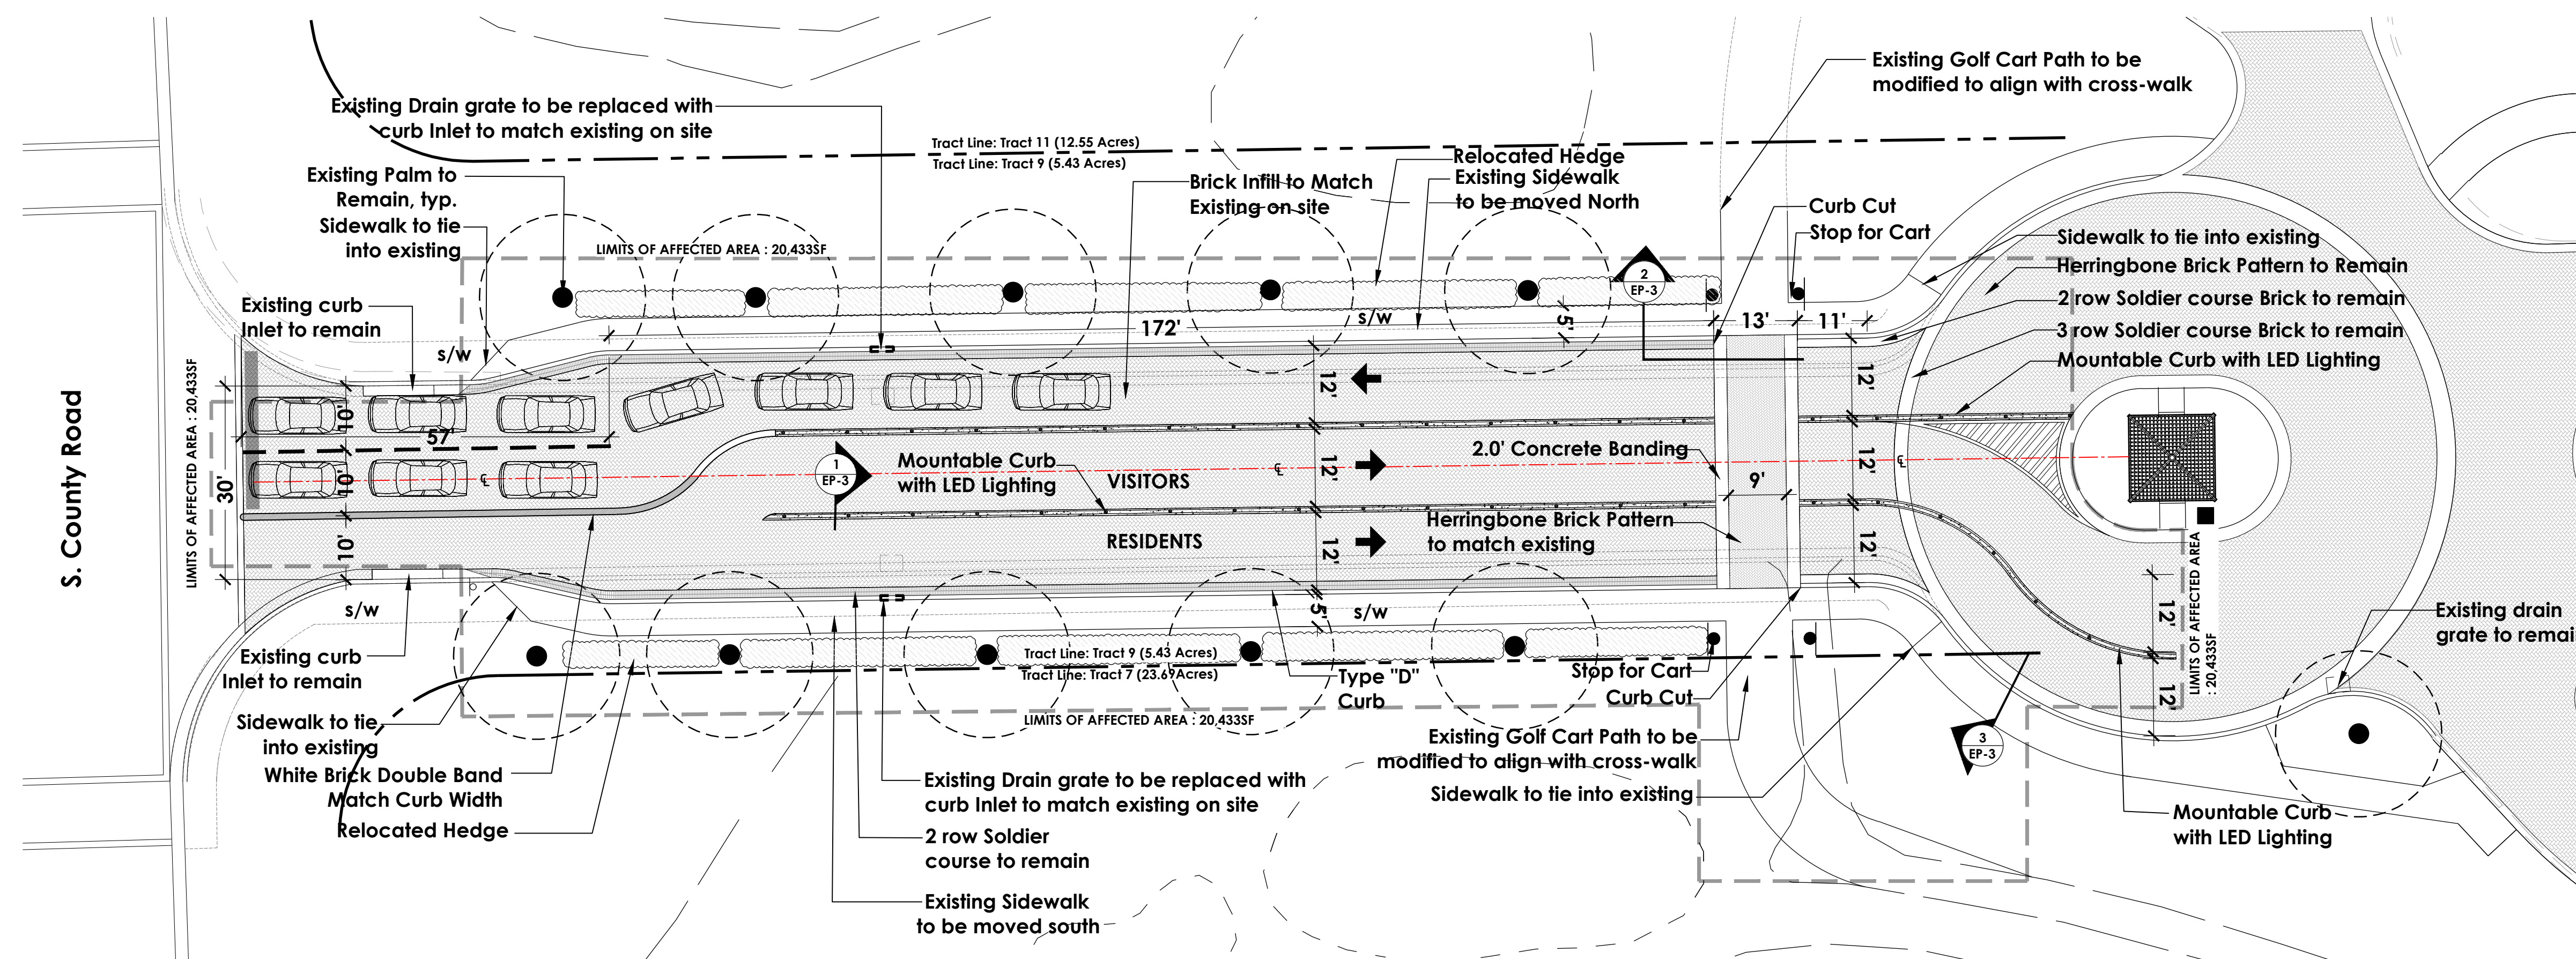 S. County Road
Existing Drain grate to be replaced with
curb Inlet to match existing on site
Existing Palm to
Remain, typ.
Sidewalk to tie
into existing
Existing curb
Inlet to remain
LIMITS OF AFFECTED AREA : 20,433SF
LIMITS OF AFFECTED AREA : 20,433SF
Tract Line: Tract 11 (12.55 Acres)
Tract Line: Tract 9 (5.43 Acres)
Brick Infill to Match
Existing on site
Relocated Hedge
Existing Sidewalk
to be moved North
Existing Golf Cart Path to be
modified to align with cross-walk
Curb Cut
Stop for Cart
Sidewalk to tie into existing
Herringbone Brick Pattern to Remain
2 row Soldier course Brick to remain
3 row Soldier course Brick to remain
Mountable Curb with LED Lighting
2
EP-3
s/w
172'
s/w
5'
13'
11'
10'
57'
10'
30'
10'
℄
1
EP-3
Mountable Curb
with LED Lighting
VISITORS
RESIDENTS
℄
12'
12'
12'
2.0' Concrete Banding
9'
Herringbone Brick Pattern
to match existing
12'
12'
12'
℄
s/w
5'
s/w
Existing curb
Inlet to remain
Sidewalk to tie
into existing
White Brick Double Band
Match Curb Width
Relocated Hedge
Tract Line: Tract 9 (5.43 Acres)
Tract Line: Tract 7 (23.69Acres)
LIMITS OF AFFECTED AREA : 20,433SF
Type "D"
Curb
Stop for Cart
Curb Cut
Existing Golf Cart Path to be
modified to align with cross-walk
Sidewalk to tie into existing
Existing Drain grate to be replaced with
curb Inlet to match existing on site
2 row Soldier
course to remain
Existing Sidewalk
to be moved south
3
EP-3
12'
12'
LIMITS OF AFFECTED AREA
: 20,433SF
Existing drain
grate to remai
Mountable Curb
with LED Lighting